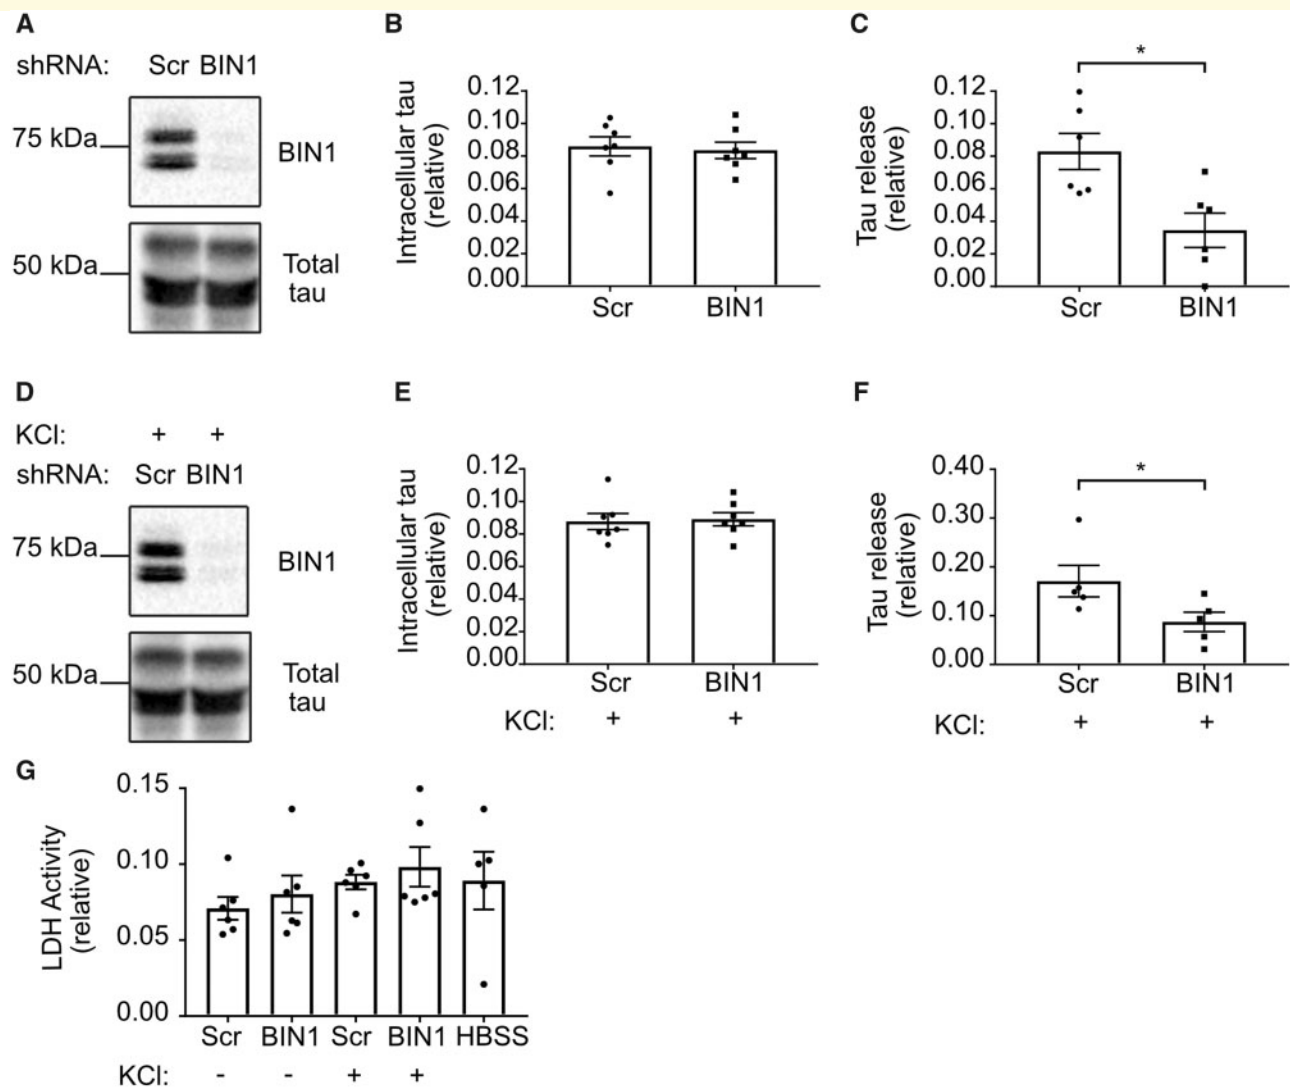 A
shRNA: Scr BIN1
75 kDa
BIN1
50 kDa
Total
tau
B
Intracellular tau
(relative)
0.12
0.10
0.08
0.06
0.04
0.02
0.00
Scr BIN1
C
Tau release
(relative)
*
0.12
0.10
0.08
0.06
0.04
0.02
0.00
Scr BIN1
D
KCl: + +
shRNA: Scr BIN1
75 kDa
BIN1
50 kDa
Total
tau
E
Intracellular tau
(relative)
0.12
0.10
0.08
0.06
0.04
0.02
0.00
Scr BIN1
KCl: + +
F
Tau release
(relative)
*
0.40
0.30
0.20
0.10
0.00
Scr BIN1
KCl: + +
G
LDH Activity
(relative)
0.15
0.10
0.05
0.00
Scr BIN1 Scr BIN1 HBSS
KCl: - - + +